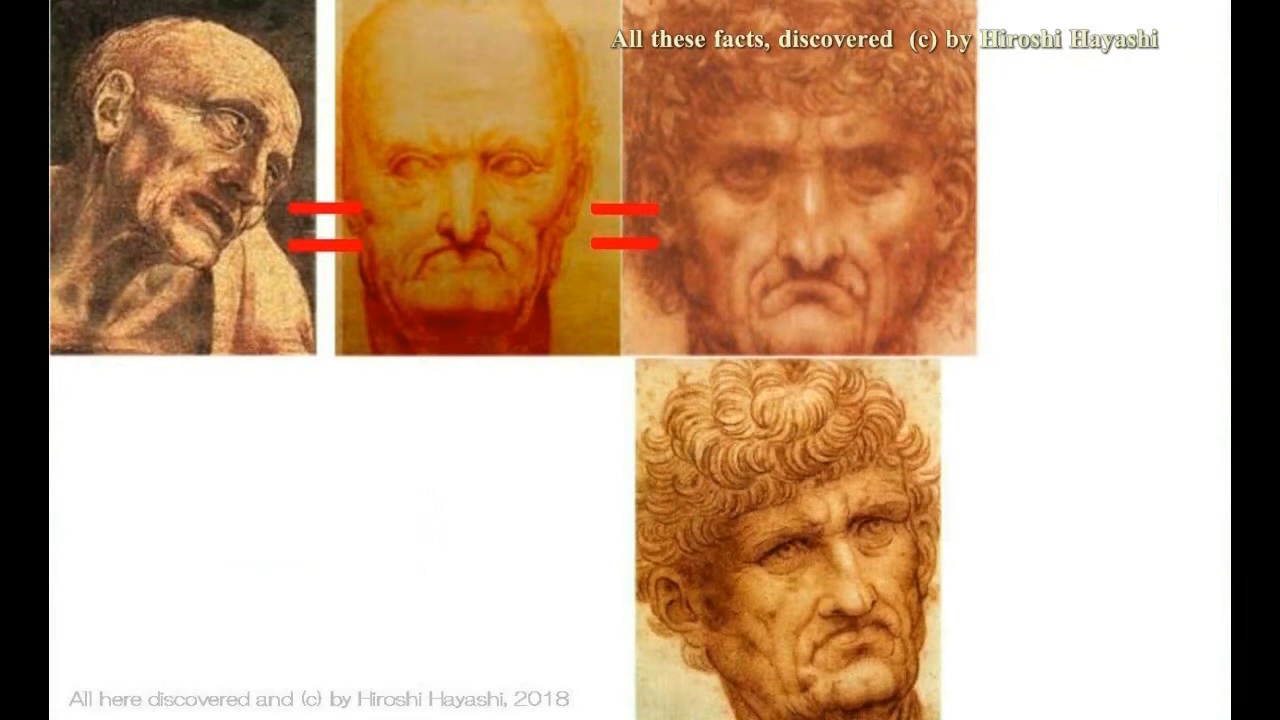 All these facts, discovered (c) by Hiroshi Hayashi
All here discovered and (c) by Hiroshi Hayashi, 2018